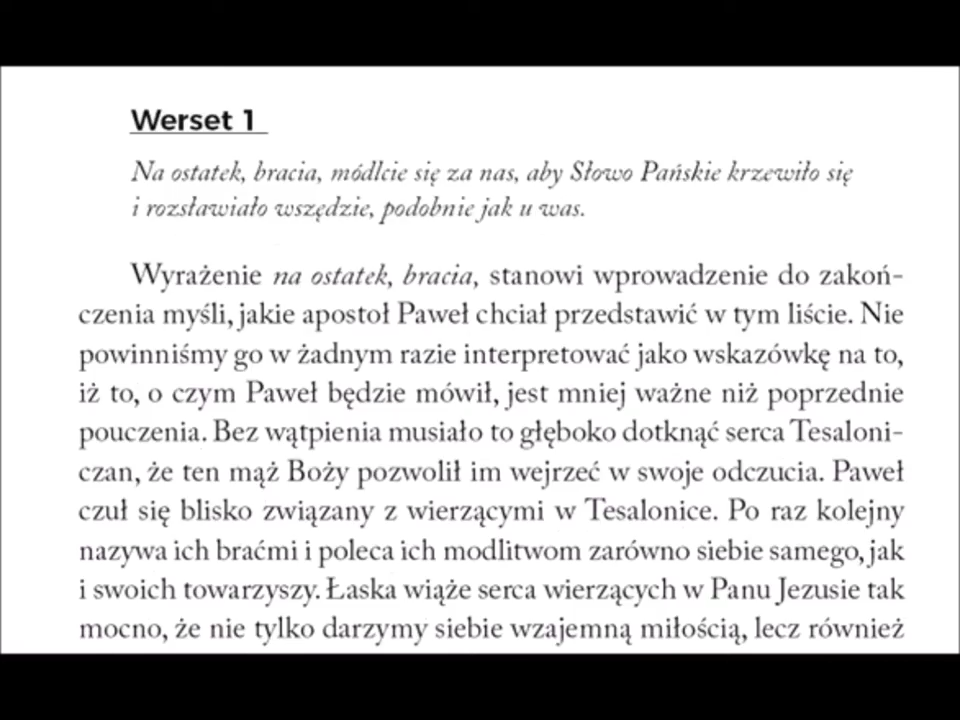 Werset 1
Na ostatek, bracia, módlcie się za nas, aby Słowo Pańskie krzewiło się
i rozsławiało wszędzie, podobnie jak u was.
Wyrażenie na ostatek, bracia, stanowi wprowadzenie do zakoń-
czenia myśli, jakie apostoł Paweł chciał przedstawić w tym liście. Nie
powinniśmy go w żadnym razie interpretować jako wskazówkę na to,
iż to, o czym Paweł będzie mówił, jest mniej ważne niż poprzednie
pouczenia. Bez wątpienia musiało to głęboko dotknąć serca Tesaloni-
czan, że ten mąż Boży pozwolił im wejrzeć w swoje odczucia. Paweł
czuł się blisko związany z wierzącymi w Tesalonice. Po raz kolejny
nazywa ich braćmi i poleca ich modlitwom zarówno siebie samego, jak
i swoich towarzyszy. Łaska wiąże serca wierzących w Panu Jezusie tak
mocno, że nie tylko darzymy siebie wzajemną miłością, lecz również